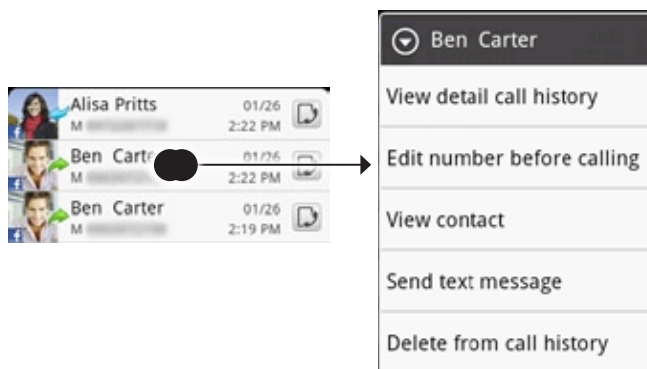 Alisa Pritts 01/26
M 2:22 PM
Ben 01/26
M 2:22 PM
Ben Carter 01/26
M 2:19 PM
Ben Carter
View detail call history
Edit number before calling
View contact
Send text message
Delete from call history